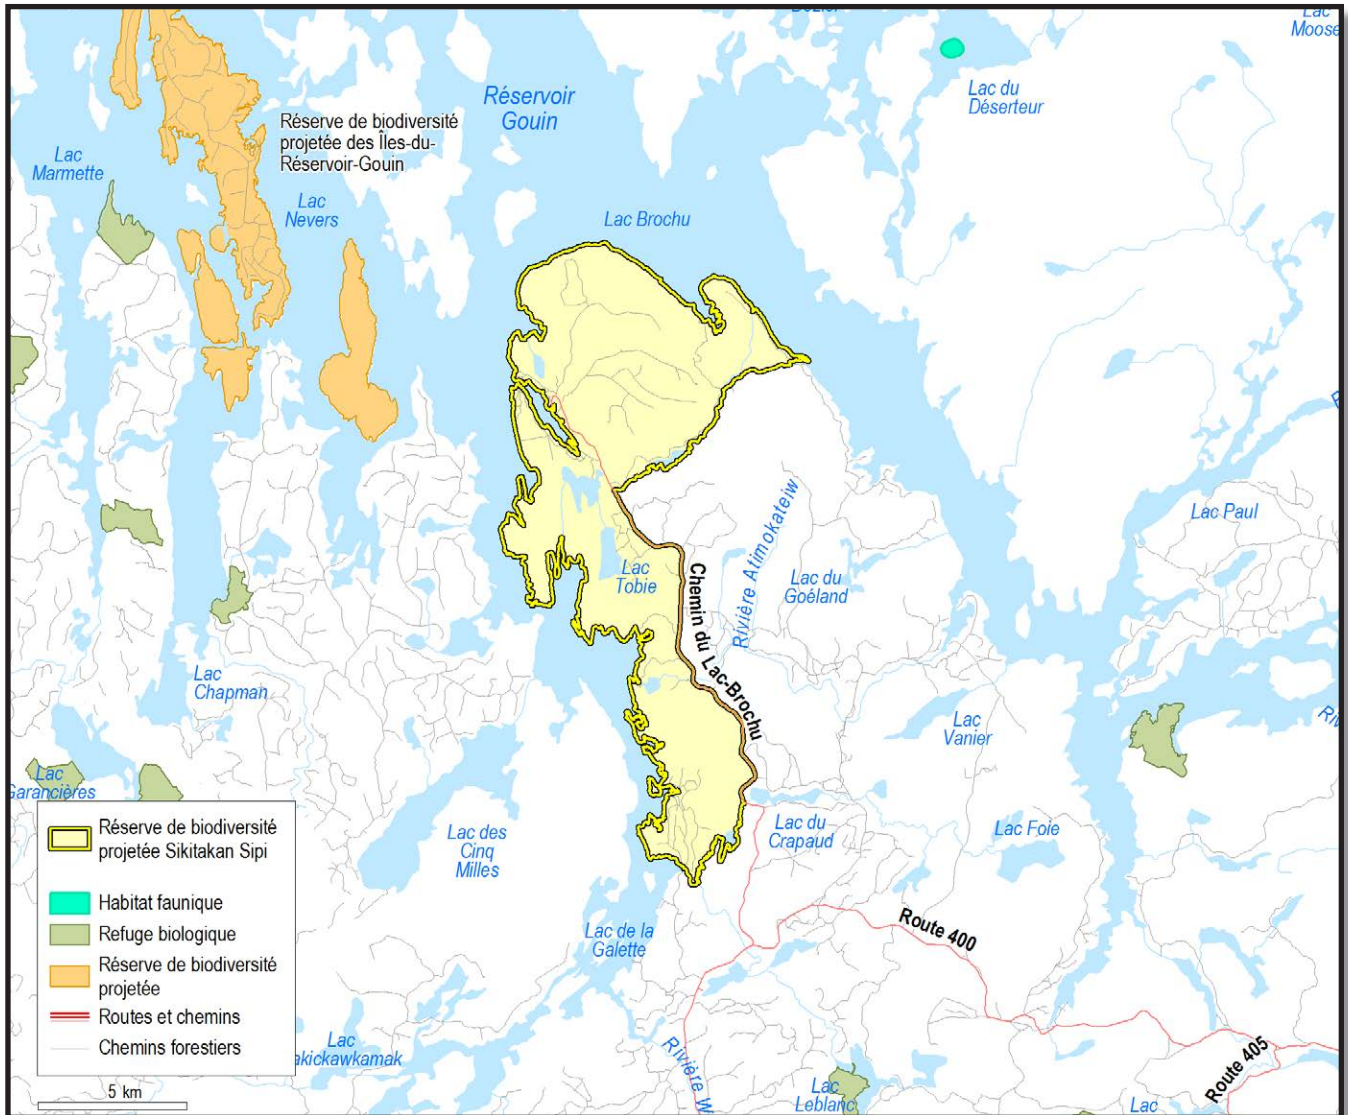 Lac
Moose
Réservoir
Gouin
Lac du
Déserteur
Réserve de biodiversité
projetée des Îles-du-
Réservoir-Gouin
Lac
Marmette
Lac
Nevers
Lac Brochu
Lac Paul
Rivière Atimokateiw
Lac du
Goéland
Lac
Tobie
Chemin du Lac-Brochu
Lac
Chapman
Lac
Vanier
Lac
Garancières
Lac des
Cinq
Milles
Lac du
Crapaud
Lac Foie
Lac de la
Galette
Route 400
Route 405
Lac
akickawkamak
Rivière W
Lac
Leblanc
Lac
Réserve de biodiversité
projetée Sikitakan Sipi
Habitat faunique
Refuge biologique
Réserve de biodiversité
projetée
Routes et chemins
Chemins forestiers
5 km